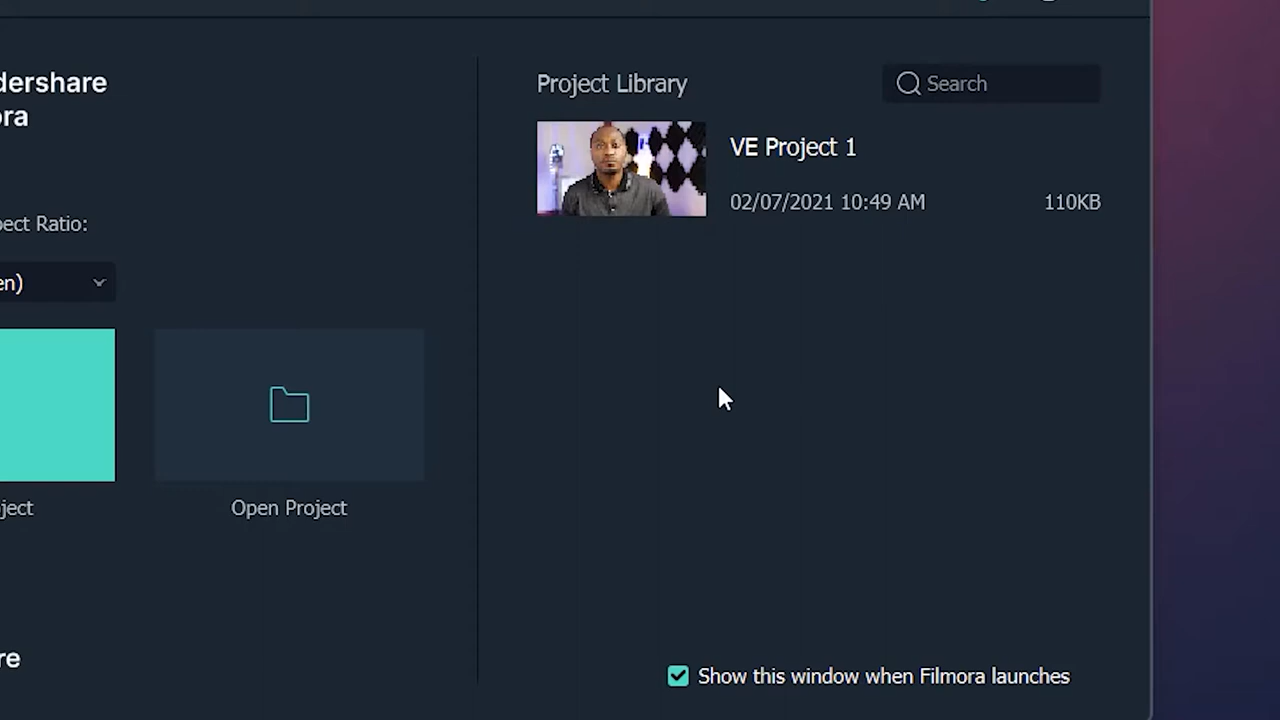 dershare
ora
pect Ratio:
en)
ject
Open Project
re
Project Library
Search
VE Project 1
02/07/2021 10:49 AM
110KB
Show this window when Filmora launches